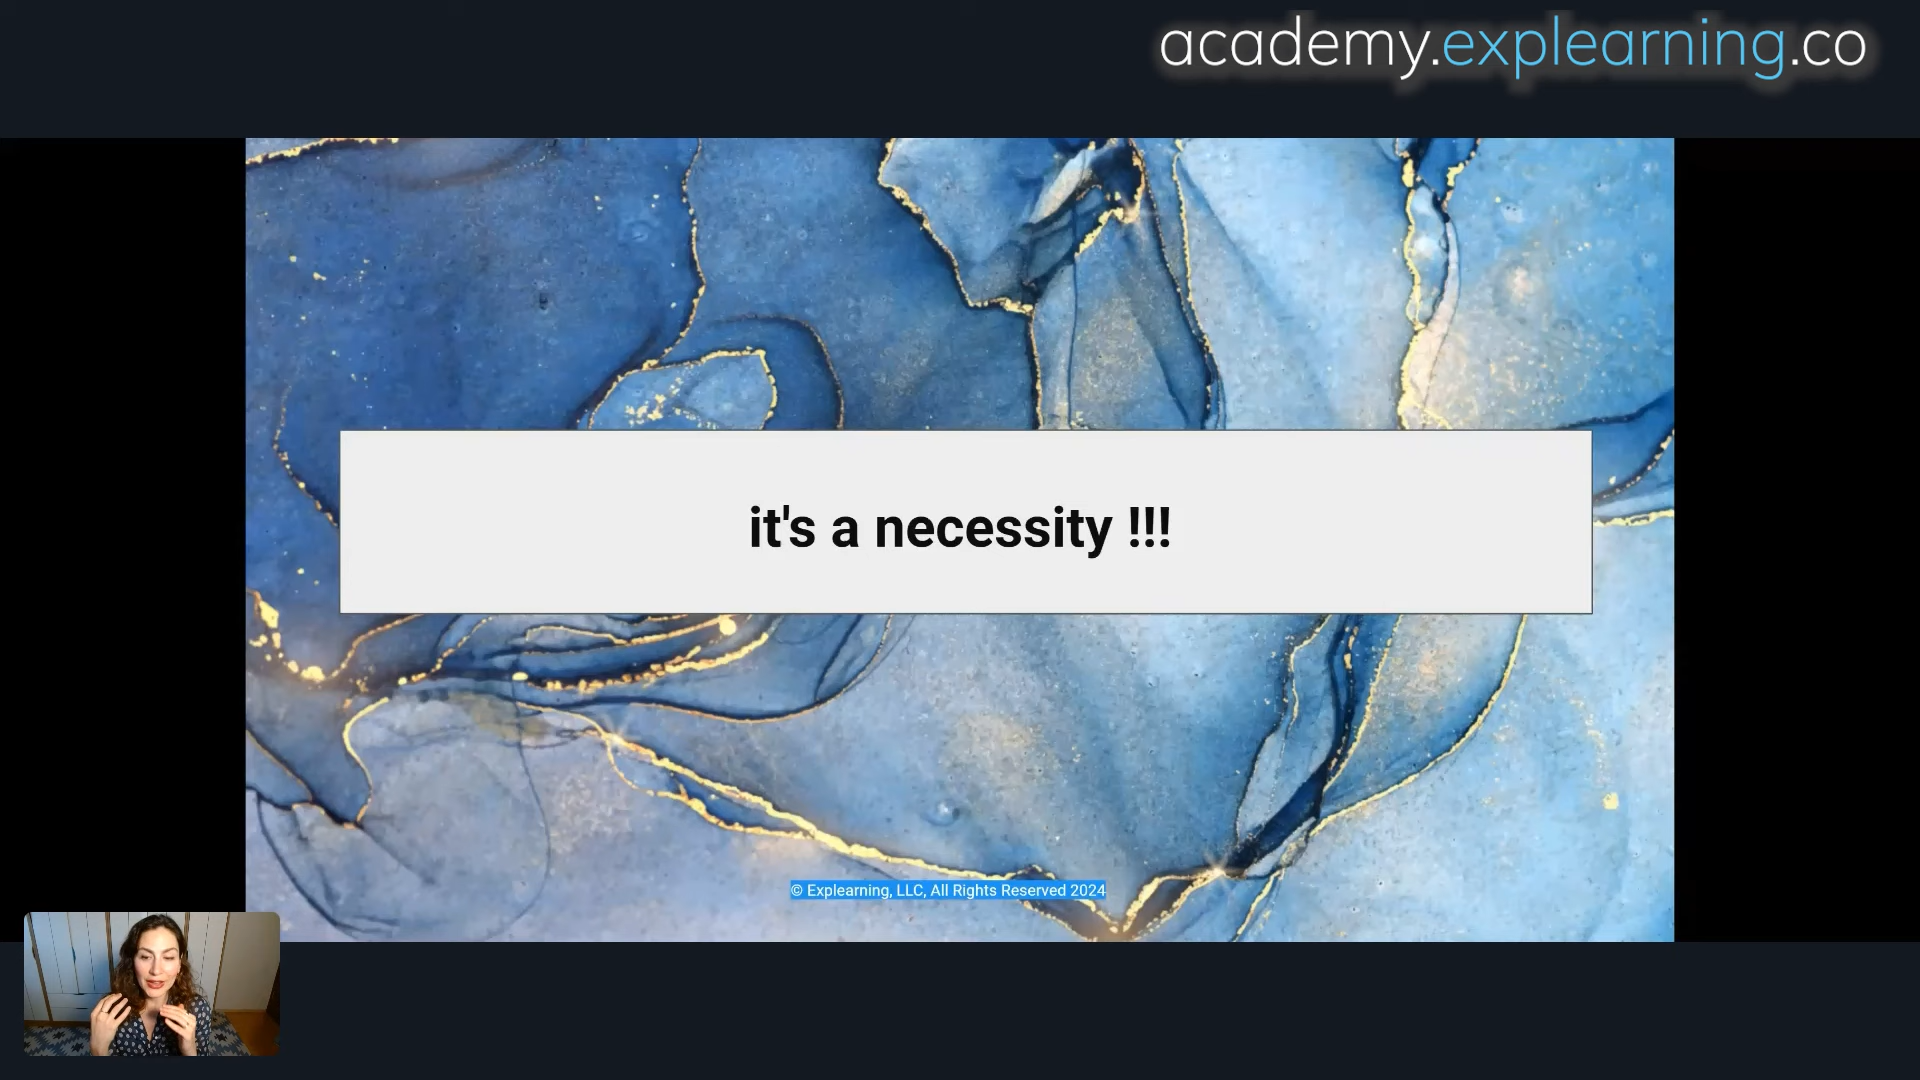 academy.explearning.co
it's a necessity !!!
© Explearning, LLC, All Rights Reserved 2024